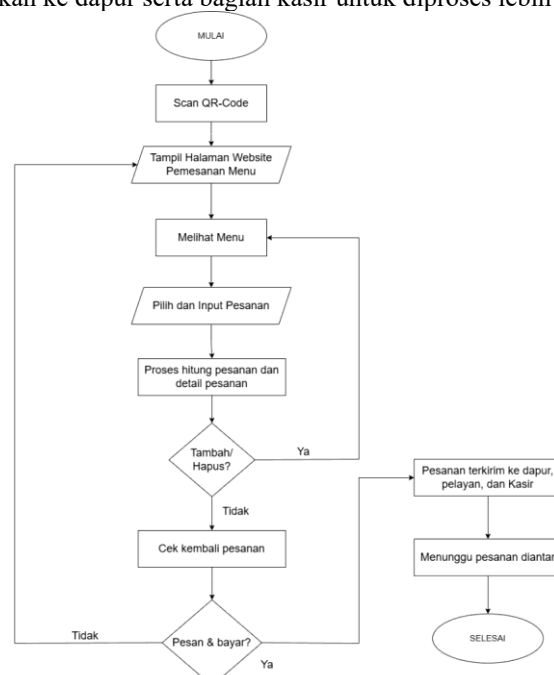 kan ke dapur serta bagian kasir untuk diproses lebih
MULAI
Scan QR-Code
Tampil Halaman Website
Pemesanan Menu
Melihat Menu
Pilih dan Input Pesanan
Proses hitung pesanan dan
detail pesanan
Tambah/
Hapus?
Ya
Tidak
Cek kembali pesanan
Pesan & bayar?
Tidak
Ya
Pesanan terkirim ke dapur,
pelayan, dan Kasir
Menunggu pesanan diantar
SELESAI